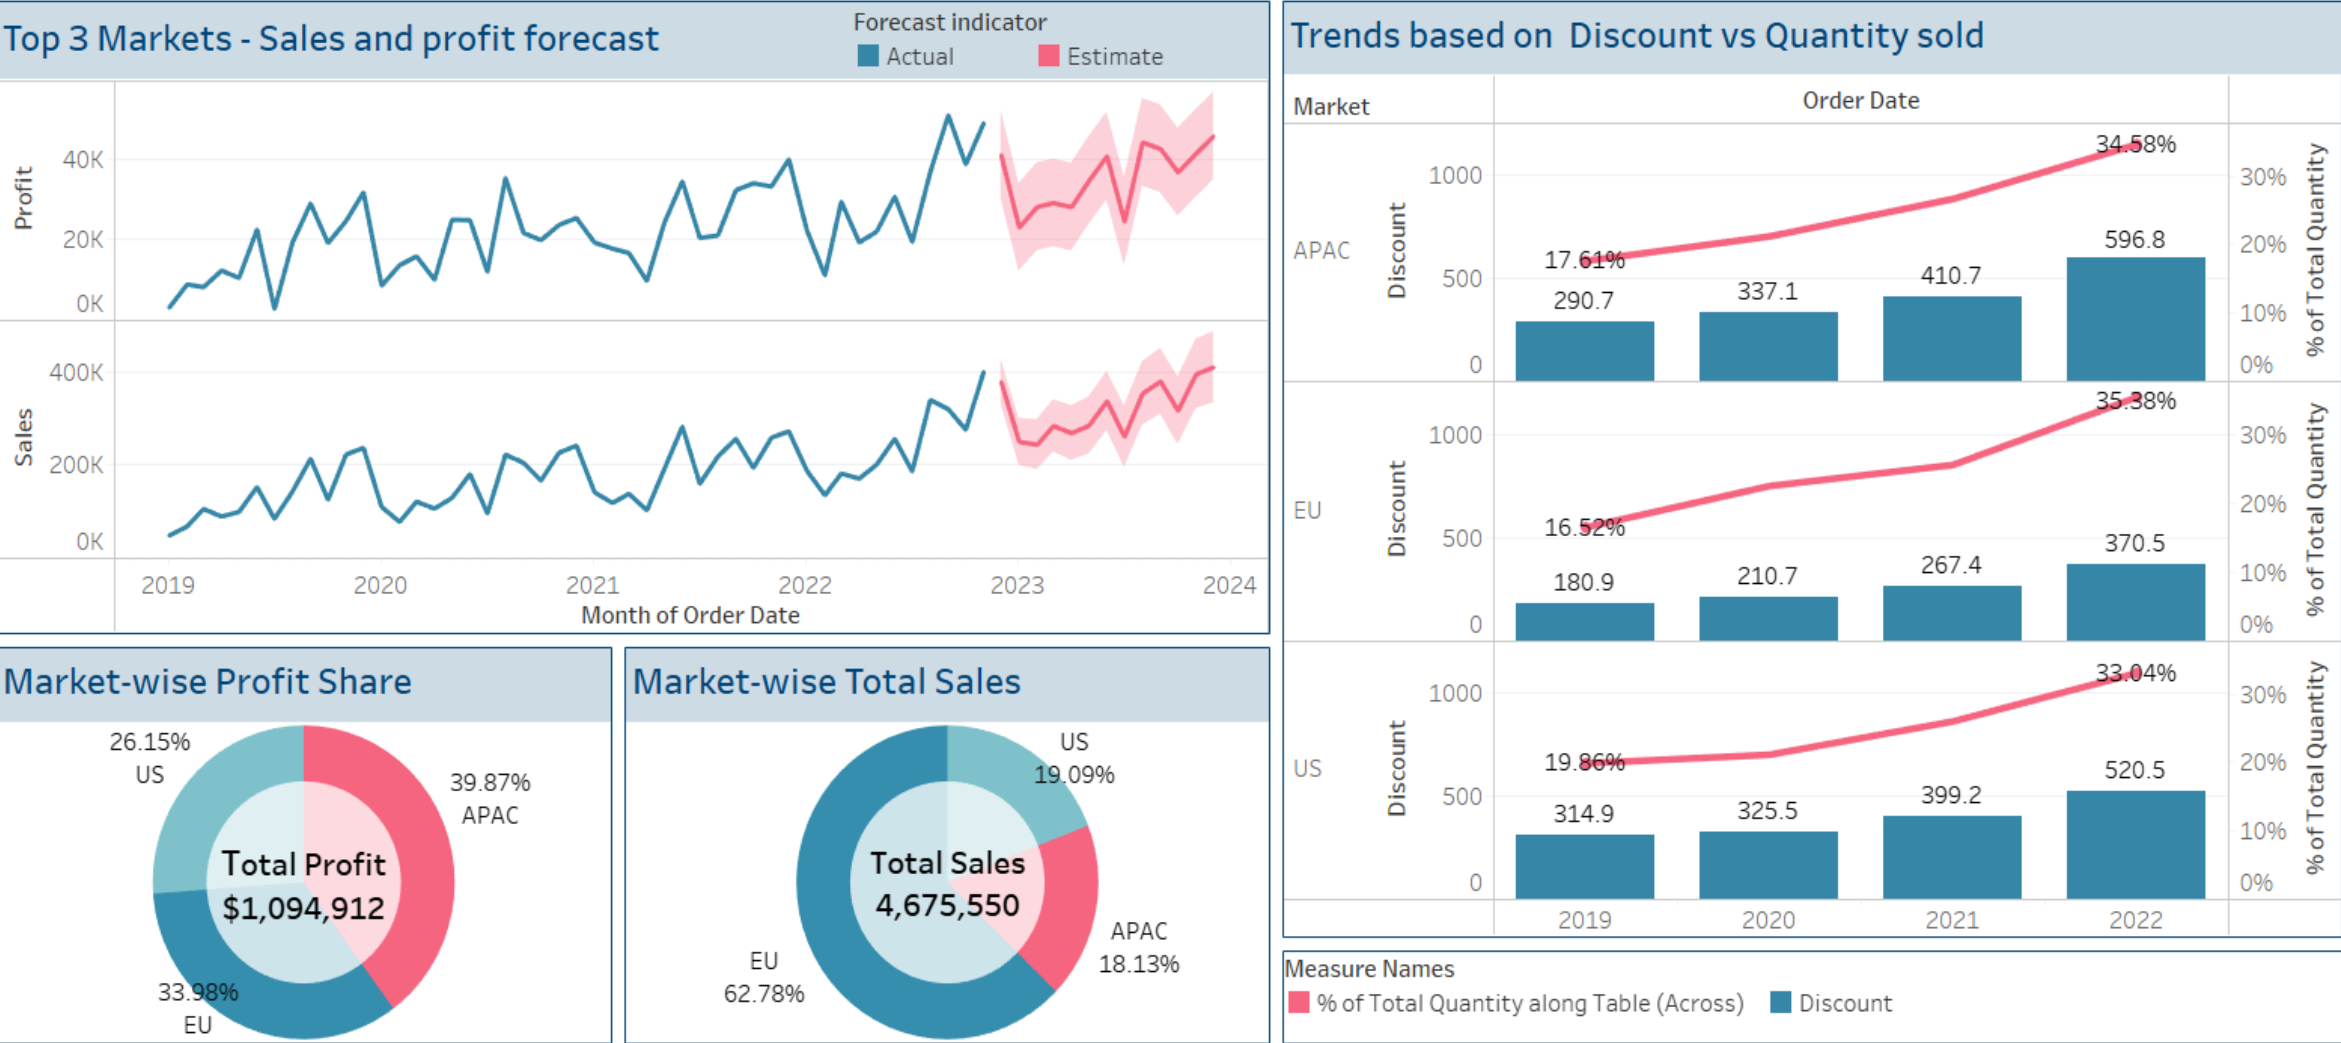 Top 3 Markets - Sales and profit forecast
Forecast indicator
Actual
Estimate
Profit
40K
20K
0K
Sales
400K
200K
0K
2019
2020
2021
2022
2023
2024
Month of Order Date
Market-wise Profit Share
26.15%
US
39.87%
APAC
Total Profit
$1,094,912
33.98%
EU
Market-wise Total Sales
US
19.09%
Total Sales
4,675,550
APAC
18.13%
EU
62.78%
Trends based on  Discount vs Quantity sold
Market
Order Date
APAC
Discount
1000
500
0
17.61%
34.58%
290.7
337.1
410.7
596.8
30%
20%
10%
0%
% of Total Quantity
EU
Discount
1000
500
0
16.52%
35.38%
180.9
210.7
267.4
370.5
30%
20%
10%
0%
% of Total Quantity
US
Discount
1000
500
0
19.86%
33.04%
314.9
325.5
399.2
520.5
30%
20%
10%
0%
% of Total Quantity
2019
2020
2021
2022
Measure Names
% of Total Quantity along Table (Across)
Discount